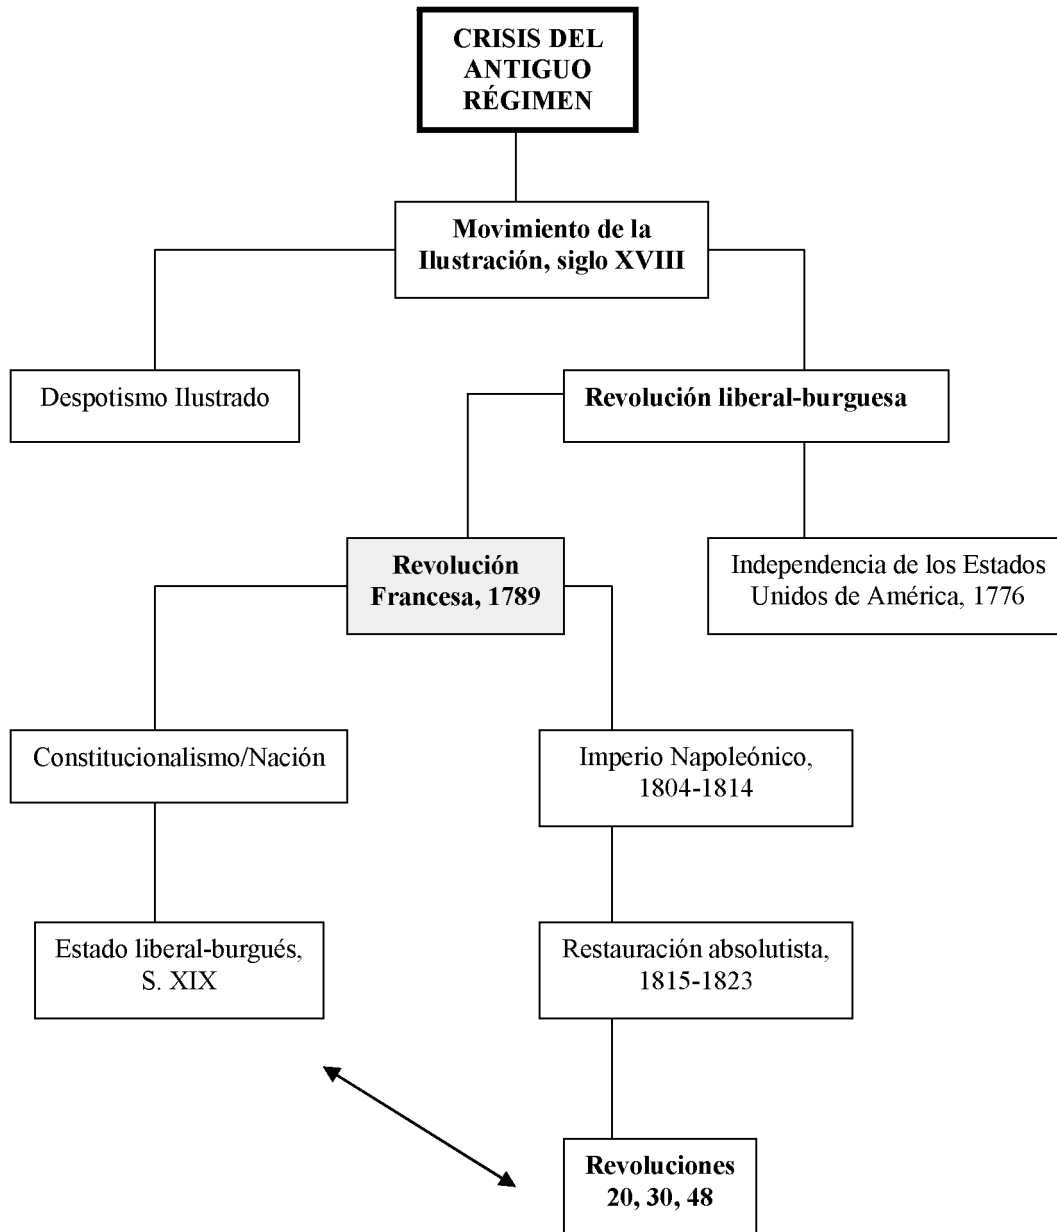 CRISIS DEL
ANTIGUO
RÉGIMEN
Movimiento de la
Ilustración, siglo XVIII
Despotismo Ilustrado
Revolución liberal-burguesa
Revolución
Francesa, 1789
Independencia de los Estados
Unidos de América, 1776
Constitucionalismo/Nación
Imperio Napoleónico,
1804-1814
Estado liberal-burgués,
S. XIX
Restauración absolutista,
1815-1823
Revoluciones
20, 30, 48